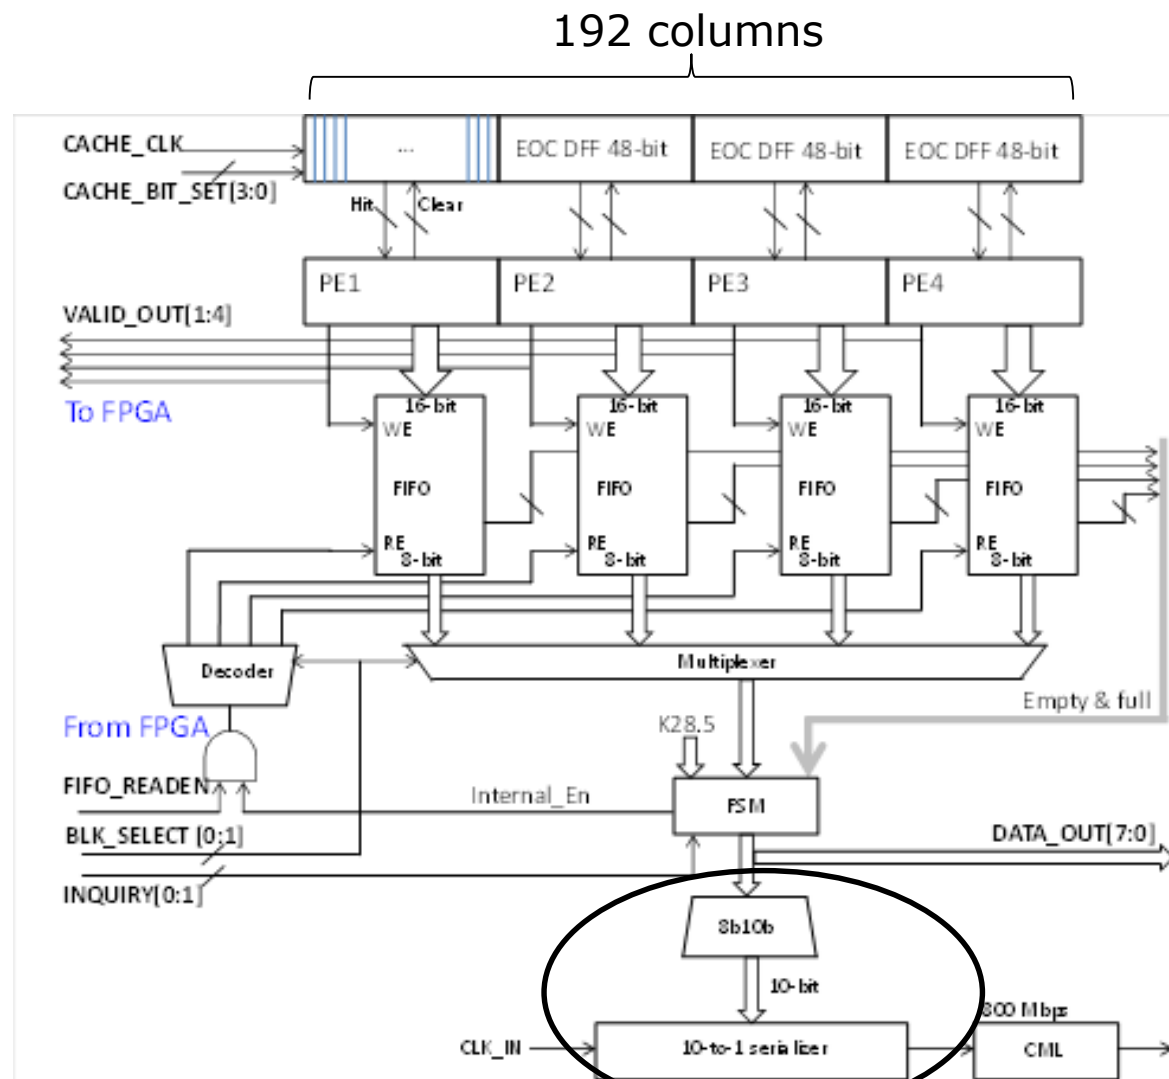 192 columns
CACHE_CLK
CACHE_BIT_SET[3:0]
...
EOC DFF 48-bit
EOC DFF 48-bit
EOC DFF 48-bit
Hit
Clear
PE1
PE2
PE3
PE4
VALID_OUT[1:4]
To FPGA
16-bit
WE
FIFO
RE
8-bit
16-bit
WE
FIFO
RE
8-bit
16-bit
WE
FIFO
RE
8-bit
16-bit
WE
FIFO
RE
8-bit
Decoder
Multiplexer
Empty & full
From FPGA
K28.5
FIFO_READEN
Internal_En
FSM
BLK_SELECT [0:1]
DATA_OUT[7:0]
INQUIRY[0:1]
8b10b
10-bit
800 Mbps
CLK_IN
10-to-1 serializer
CML